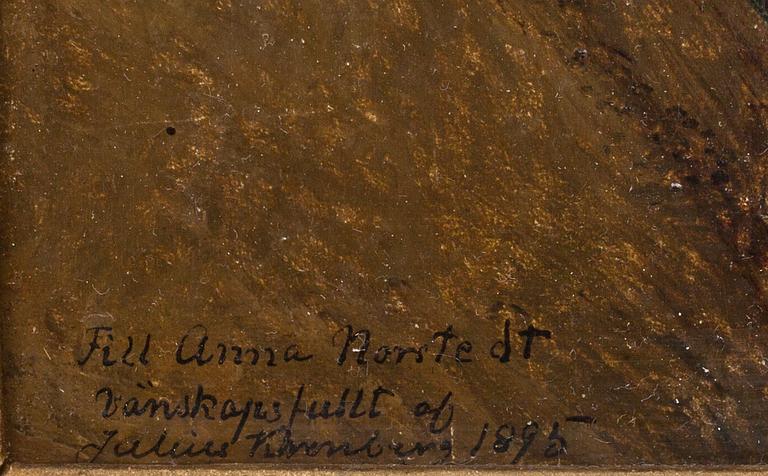 Till Anna Norstedt
vänskapsfullt af
Julius Kronberg 1895